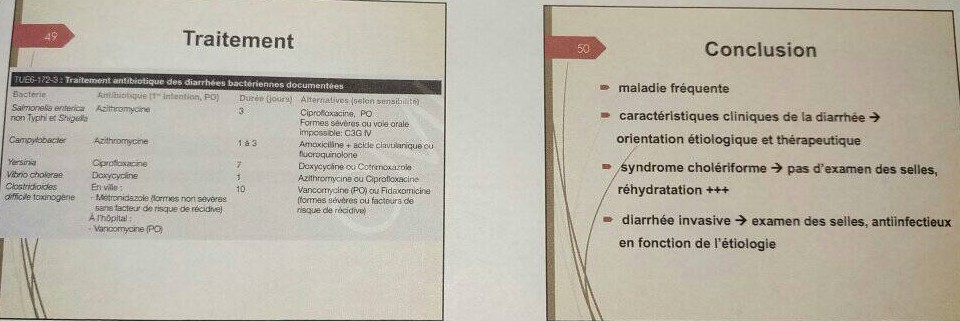 49
Traitement
TUE6-172-3 : Traitement antibiotique des diarrhées bactériennes documentées
Bactérie Antibiotique (1re intention, PO) Durée (jours) Alternatives (selon sensibilité)
Salmonella enterica non Typhi et Shigella Azithromycine 3 Ciprofloxacine, PO
Formes sévères ou voie orale
impossible: C3G IV
Campylobacter Azithromycine 1 à 3 Amoxicilline + acide clavulanique ou
fluoroquinolone
Yersinia Ciprofloxacine 7 Doxycycline ou Cotrimoxazole
Vibrio cholerae Doxycycline 1 Azithromycine ou Ciprofloxacine
Clostridioides difficile toxinogène En ville : 10 Vancomycine (PO) ou Fidaxomicine
- Métronidazole (formes non sévères (formes sévères ou facteurs de
sans facteur de risque de récidive) risque de récidive)
À l'hôpital :
- Vancomycine (PO)
50
Conclusion
maladie fréquente
caractéristiques cliniques de la diarrhée →
orientation étiologique et thérapeutique
syndrome cholériforme → pas d'examen des selles,
réhydratation +++
diarrhée invasive → examen des selles, antiinfectieux
en fonction de l'étiologie